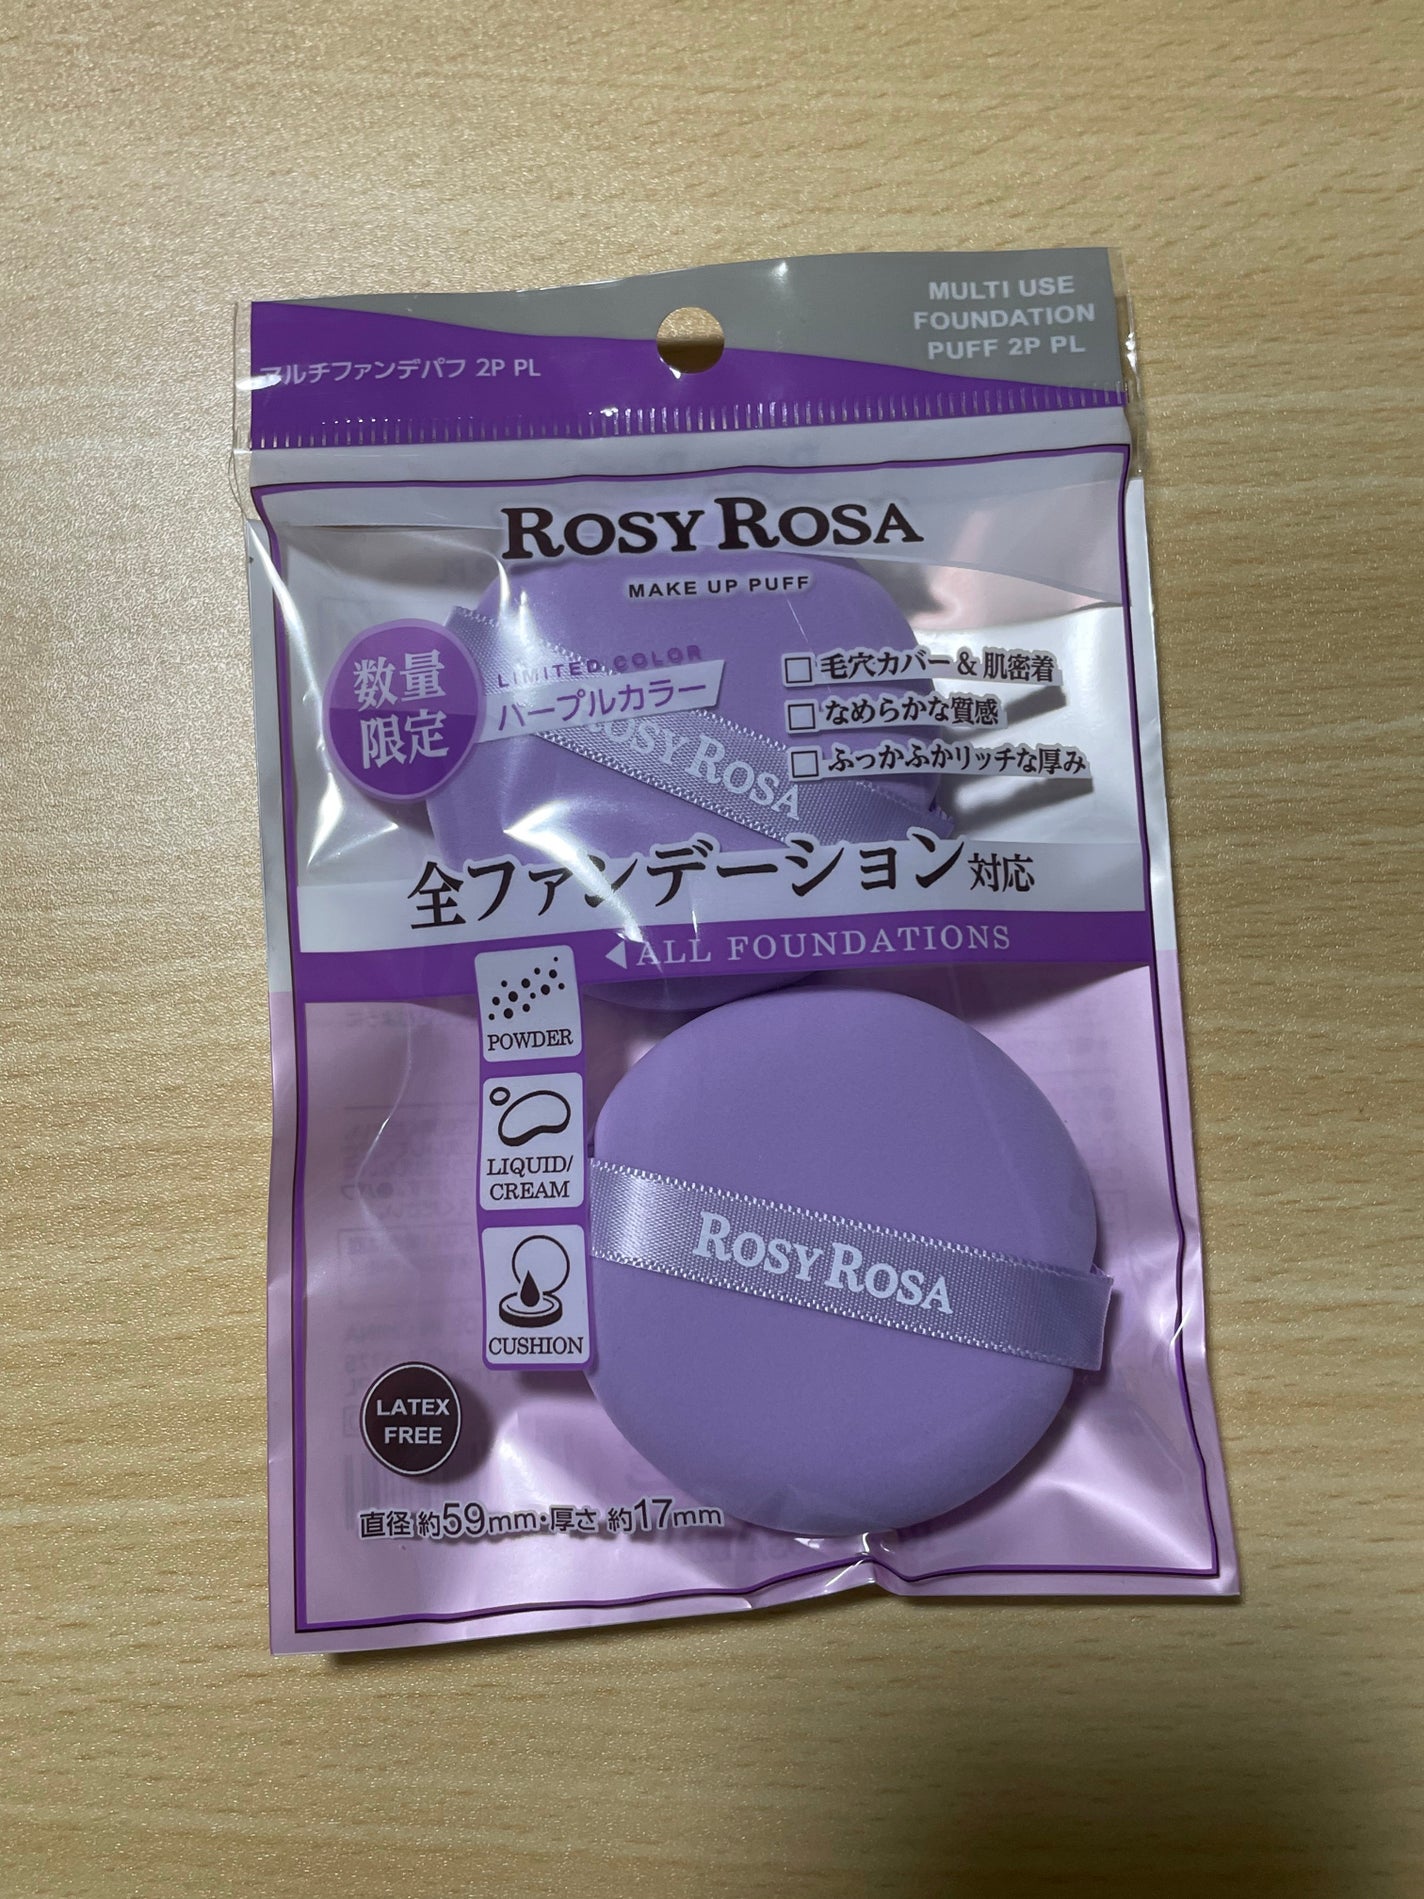 MULTI USE
FOUNDATION
PUFF 2P PL
マルチファンデパフ 2P PL
ROSY ROSA
MAKE UP PUFF
数量
限定
LIMITED COLOR
パープルカラー
□ 毛穴カバー & 肌密着
□ なめらかな質感
□ ふっかふかリッチな厚み
ROSY ROSA
全ファンデーション対応
◀ALL FOUNDATIONS
POWDER
LIQUID/
CREAM
CUSHION
ROSY ROSA
LATEX
FREE
直径 約59mm・厚さ 約17mm